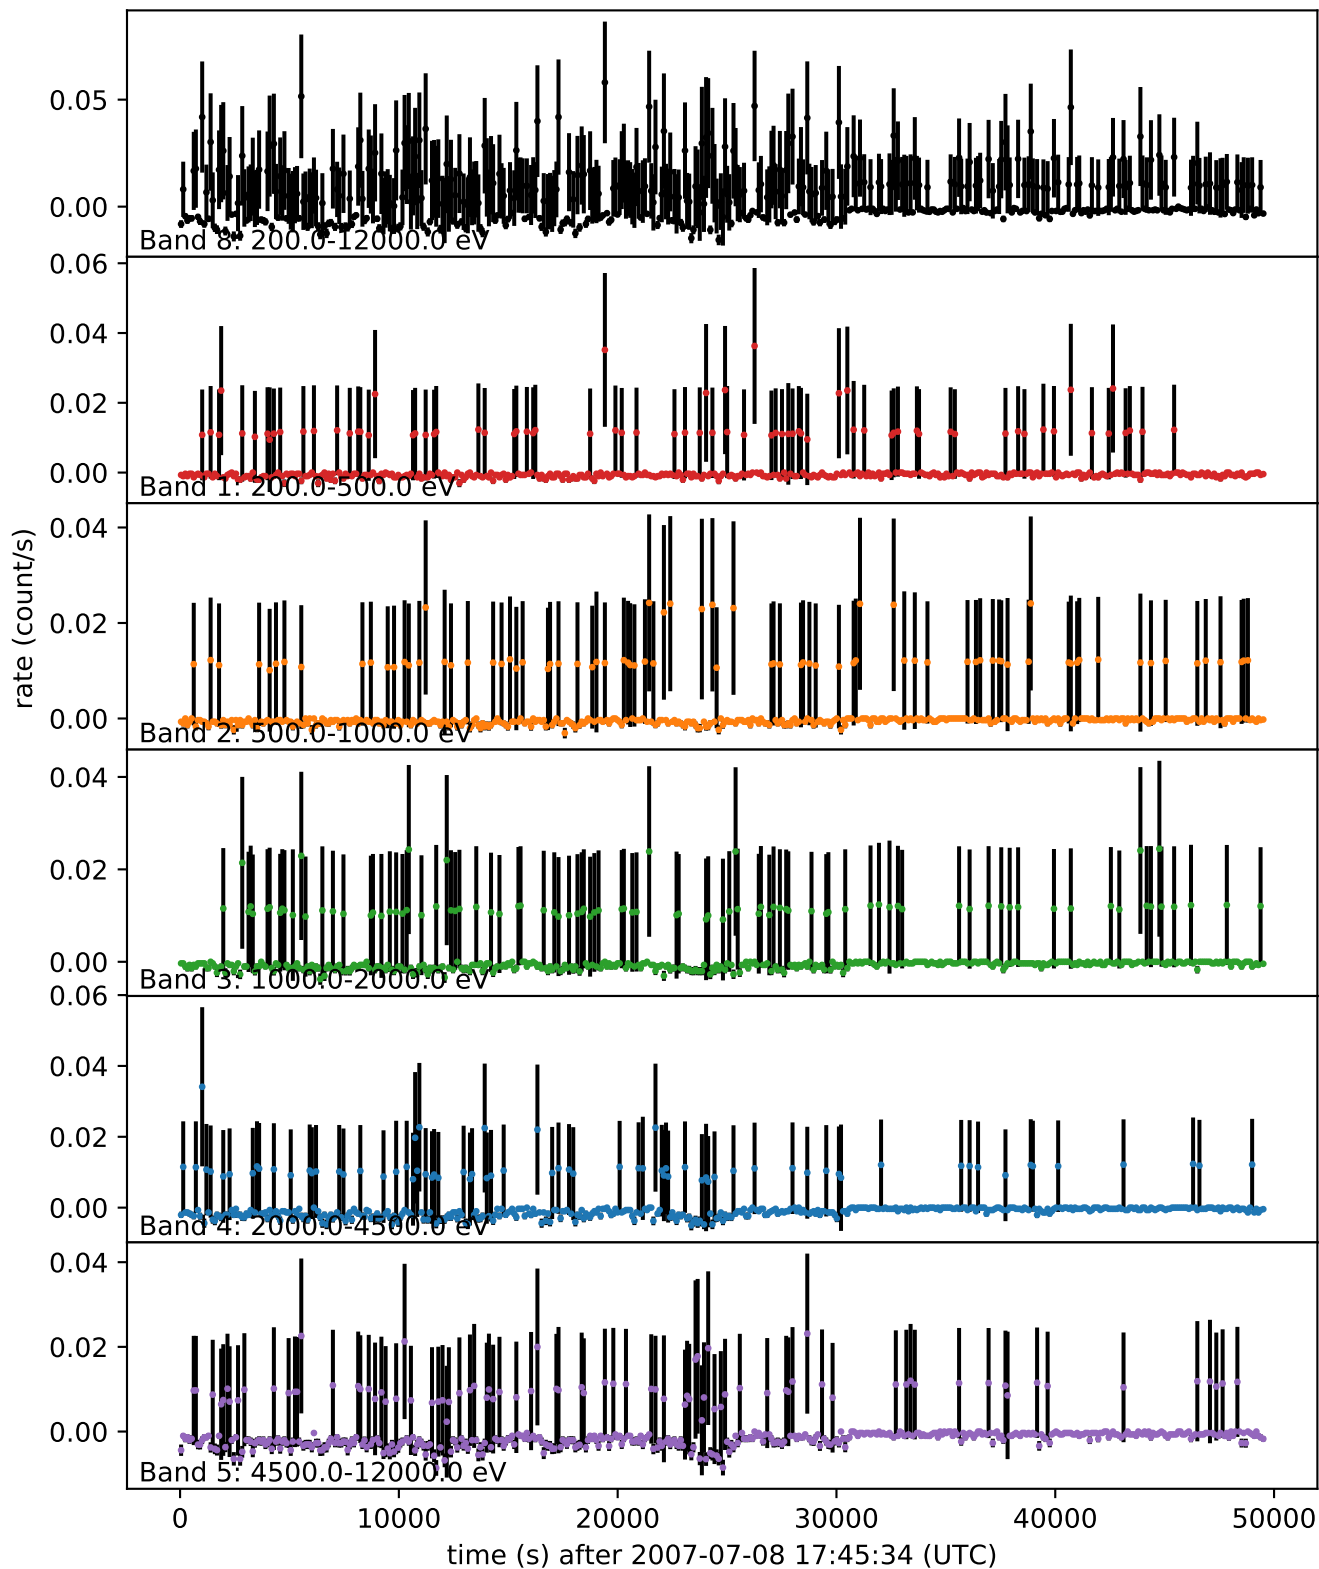 0.05
0.00
Band 8: 200.0-12000.0 eV
0.06
0.04
0.02
0.00
Band 1: 200.0-500.0 eV
0.04
0.02
0.00
Band 2: 500.0-1000.0 eV
rate (count/s)
0.04
0.02
0.00
Band 3: 1000.0-2000.0 eV
0.06
0.04
0.02
0.00
Band 4: 2000.0-4500.0 eV
0.04
0.02
0.00
Band 5: 4500.0-12000.0 eV
0 10000 20000 30000 40000 50000
time (s) after 2007-07-08 17:45:34 (UTC)